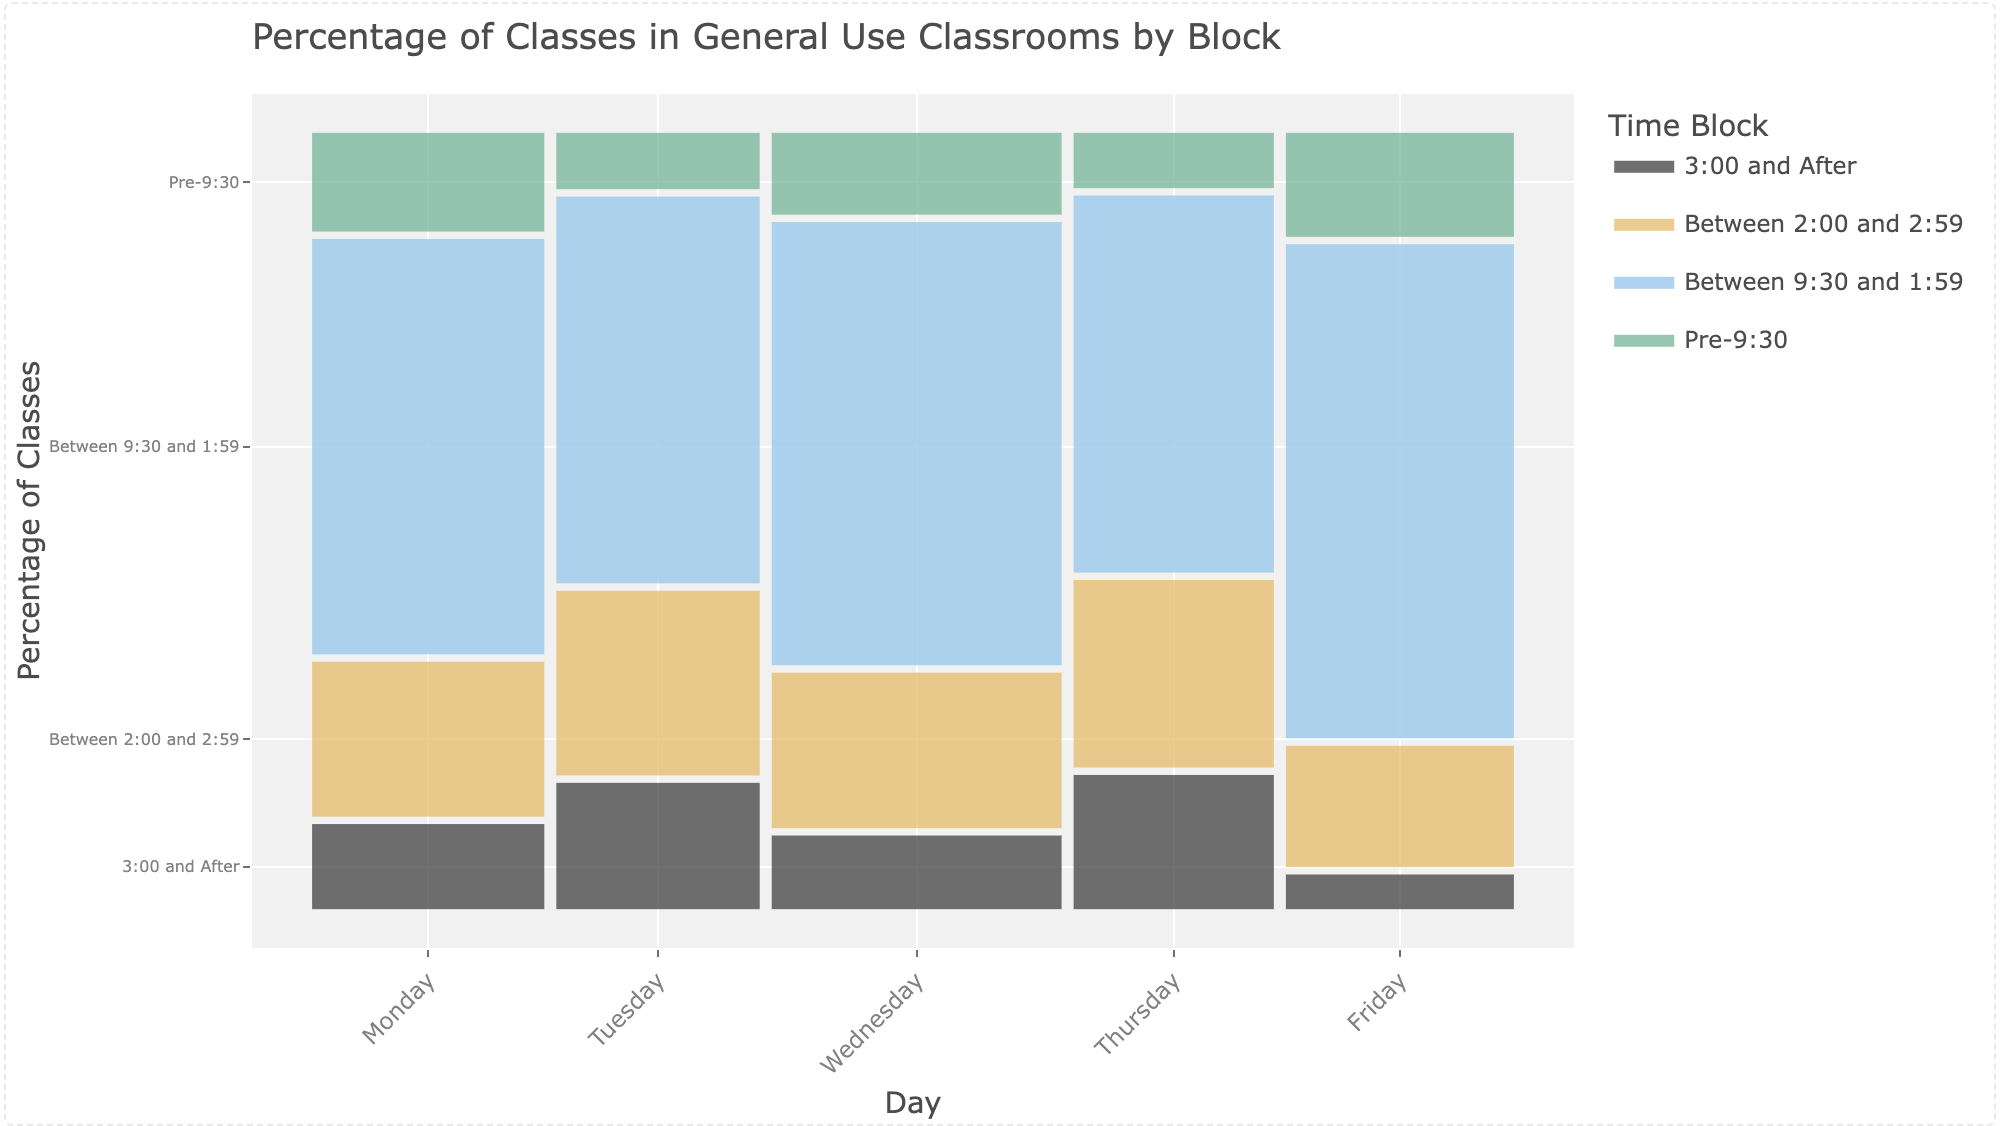 Percentage of Classes in General Use Classrooms by Block
Time Block
3:00 and After
Between 2:00 and 2:59
Between 9:30 and 1:59
Pre-9:30
Percentage of Classes
Pre-9:30
Between 9:30 and 1:59
Between 2:00 and 2:59
3:00 and After
Monday
Tuesday
Wednesday
Thursday
Friday
Day